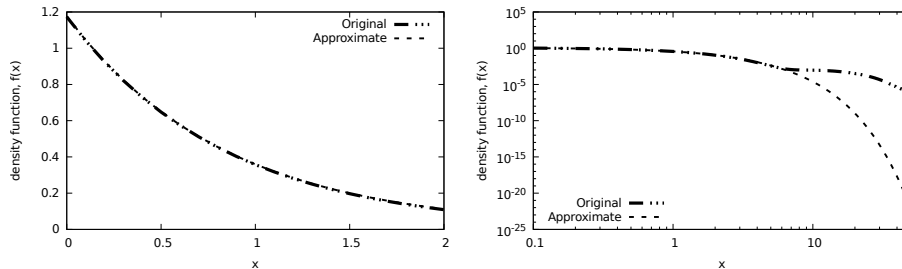 density function, f(x)
1.2
1
0.8
0.6
0.4
0.2
0
0
0.5
1
1.5
2
x
Original
Approximate
density function, f(x)
10^5
10^0
10^-5
10^-10
10^-15
10^-20
10^-25
0.1
1
10
x
Original
Approximate